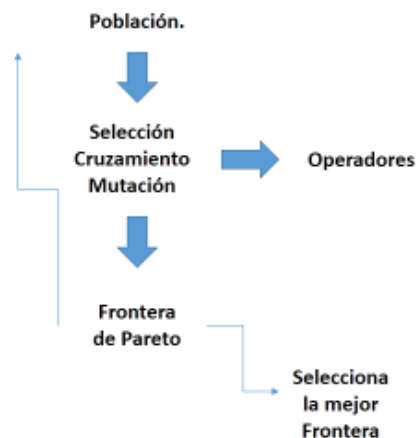 Población.
Selección
Cruzamiento
Mutación
Operadores
Frontera
de Pareto
Selecciona
la mejor
Frontera